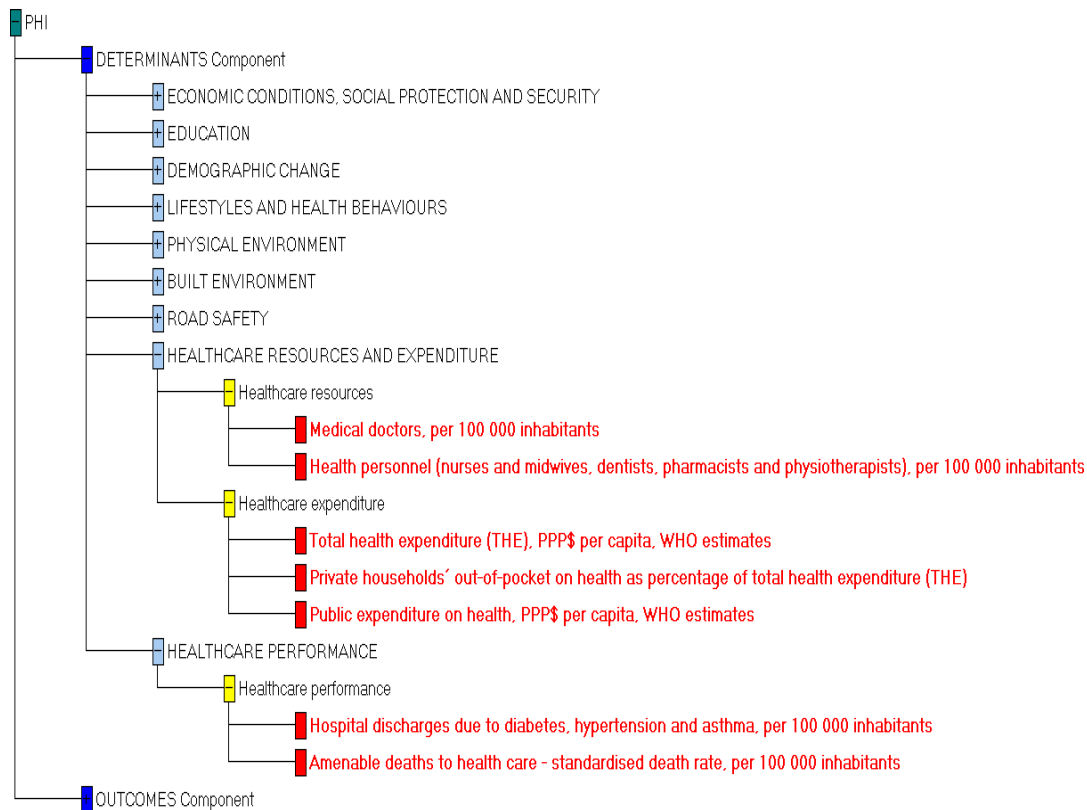 PHI
DETERMINANTS Component
ECONOMIC CONDITIONS, SOCIAL PROTECTION AND SECURITY
EDUCATION
DEMOGRAPHIC CHANGE
LIFESTYLES AND HEALTH BEHAVIOURS
PHYSICAL ENVIRONMENT
BUILT ENVIRONMENT
ROAD SAFETY
HEALTHCARE RESOURCES AND EXPENDITURE
Healthcare resources
Medical doctors, per 100 000 inhabitants
Health personnel (nurses and midwives, dentists, pharmacists and physiotherapists), per 100 000 inhabitants
Healthcare expenditure
Total health expenditure (THE), PPP$ per capita, WHO estimates
Private households´ out-of-pocket on health as percentage of total health expenditure (THE)
Public expenditure on health, PPP$ per capita, WHO estimates
HEALTHCARE PERFORMANCE
Healthcare performance
Hospital discharges due to diabetes, hypertension and asthma, per 100 000 inhabitants
Amenable deaths to health care - standardised death rate, per 100 000 inhabitants
OUTCOMES Component